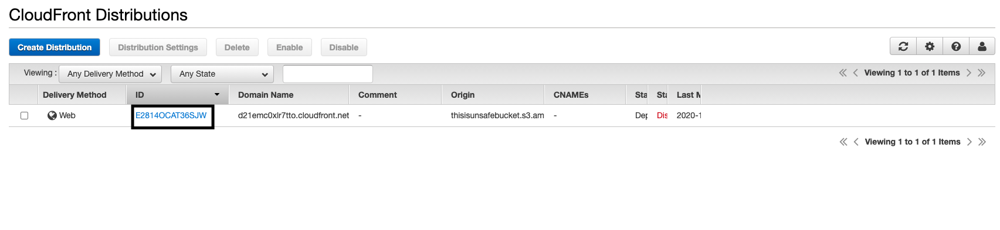 CloudFront Distributions
Create Distribution Distribution Settings Delete Enable Disable
Viewing : Any Delivery Method Any State Viewing 1 to 1 of 1 Items
Delivery Method ID Domain Name Comment Origin CNAMEs Sta Sta Last M
Web E2814OCAT36SJW d21emc0xlr7tto.cloudfront.net - thisisunsafebucket.s3.am - Dep Dis 2020-1
Viewing 1 to 1 of 1 Items